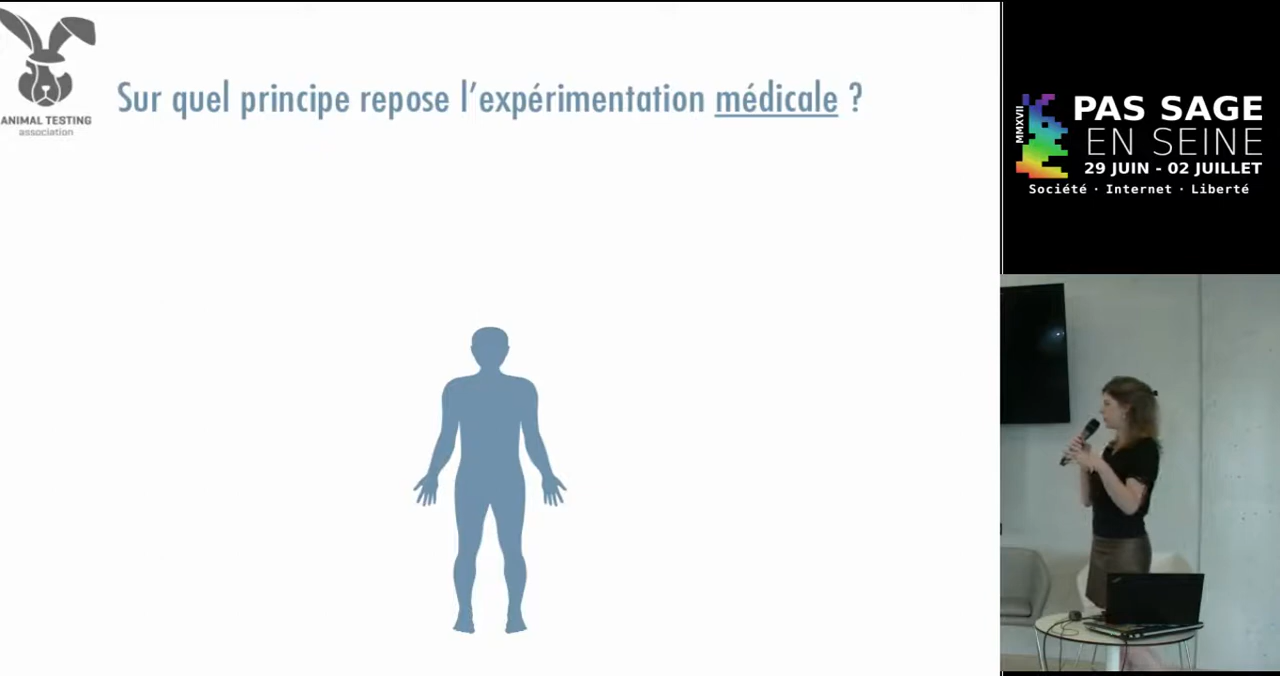 ANIMAL TESTING
association
Sur quel principe repose l'expérimentation médicale ?
MMXVII
PAS SAGE
EN SEINE
29 JUIN - 02 JUILLET
Société · Internet · Liberté